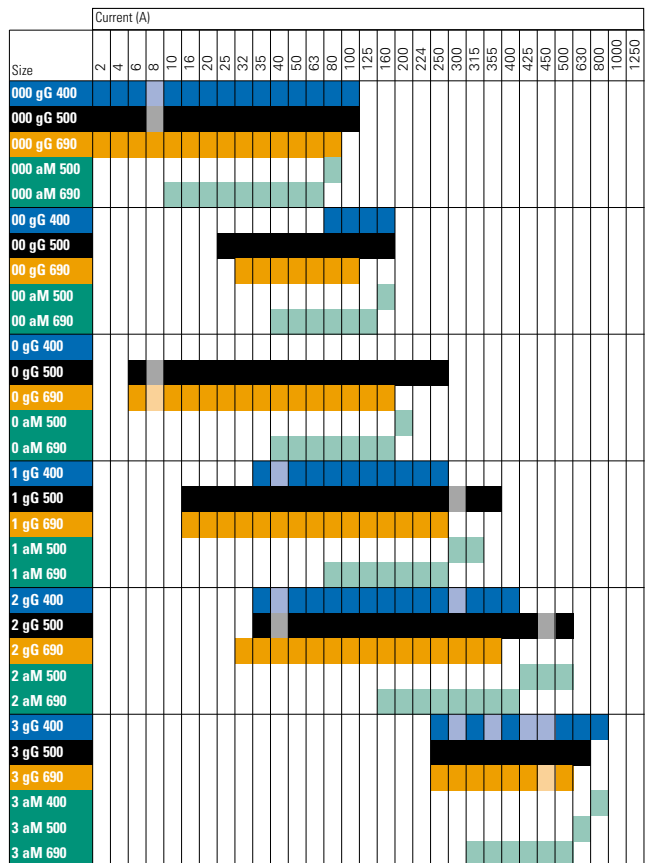 Current (A)
Size 2 4 6 8 10 16 20 25 32 35 40 50 63 80 100 125 160 200 224 250 300 315 355 400 425 450 500 630 800 1000 1250
000 gG 400
000 gG 500
000 gG 690
000 aM 500
000 aM 690
00 gG 400
00 gG 500
00 gG 690
00 aM 500
00 aM 690
0 gG 400
0 gG 500
0 gG 690
0 aM 500
0 aM 690
1 gG 400
1 gG 500
1 gG 690
1 aM 500
1 aM 690
2 gG 400
2 gG 500
2 gG 690
2 aM 500
2 aM 690
3 gG 400
3 gG 500
3 gG 690
3 aM 400
3 aM 500
3 aM 690